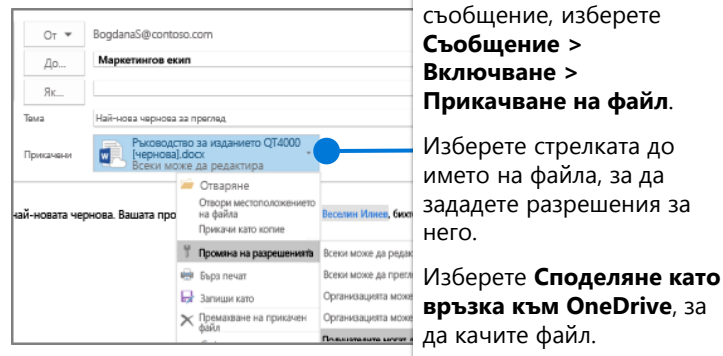 От
BogdanaS@contoso.com
До...
Маркетингов екип
Як...
Тема
Най-нова чернова за преглед
Прикачени
Ръководство за изданието QT4000
[чернова].docx
Всеки може да редактира
най-новата чернова. Вашата про
Веселин Илиев, бихт
Отваряне
Отвори местоположението
на файла
Прикачи като копие
Промяна на разрешенията
Бърз печат
Запиши като
Премахване на прикачен
файл
Всеки може да редак
Всеки може да прегл
Организацията може
Организацията може
Получателите могат д
съобщение, изберете
Съобщение >
Включване >
Прикачване на файл.
Изберете стрелката до
името на файла, за да
зададете разрешения за
него.
Изберете Споделяне като
връзка към OneDrive, за
да качите файл.